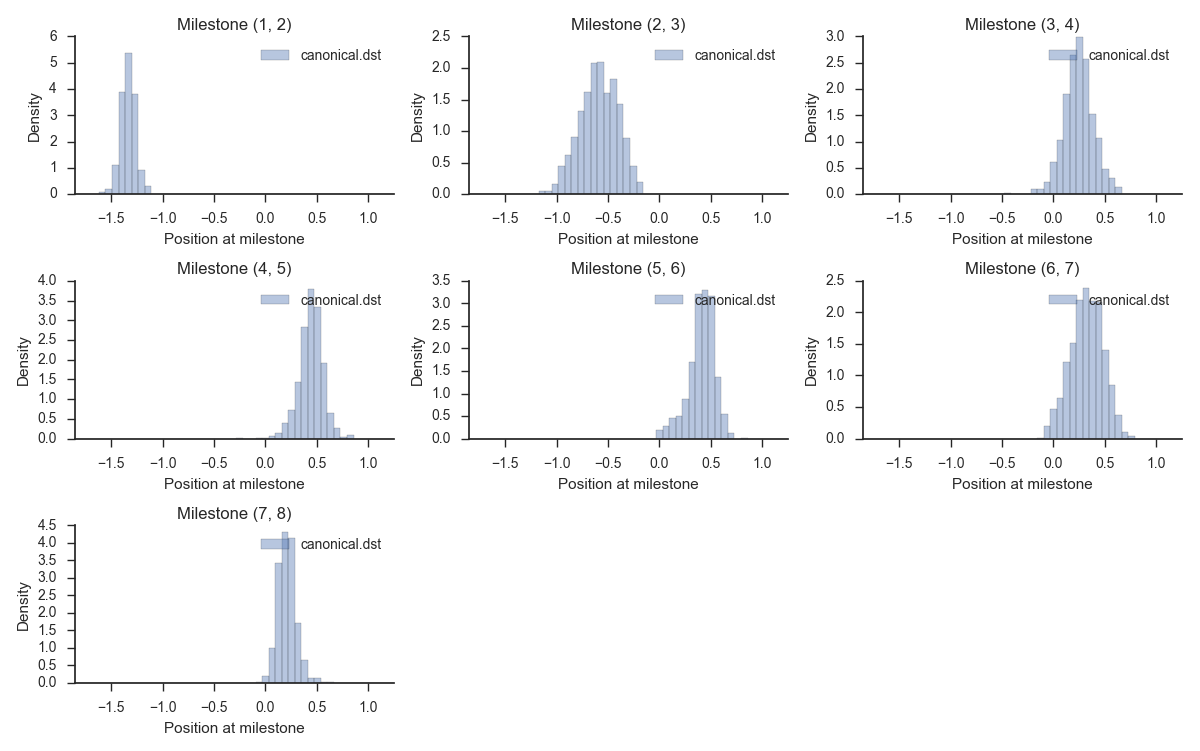 Milestone (1, 2)
6
5
4
3
2
1
0
Density
canonical.dst
−1.5 −1.0 −0.5 0.0 0.5 1.0
Position at milestone
Milestone (2, 3)
2.5
2.0
1.5
1.0
0.5
0.0
Density
canonical.dst
−1.5 −1.0 −0.5 0.0 0.5 1.0
Position at milestone
Milestone (3, 4)
3.0
2.5
2.0
1.5
1.0
0.5
0.0
Density
canonical.dst
−1.5 −1.0 −0.5 0.0 0.5 1.0
Position at milestone
Milestone (4, 5)
4.0
3.5
3.0
2.5
2.0
1.5
1.0
0.5
0.0
Density
canonical.dst
−1.5 −1.0 −0.5 0.0 0.5 1.0
Position at milestone
Milestone (5, 6)
3.5
3.0
2.5
2.0
1.5
1.0
0.5
0.0
Density
canonical.dst
−1.5 −1.0 −0.5 0.0 0.5 1.0
Position at milestone
Milestone (6, 7)
2.5
2.0
1.5
1.0
0.5
0.0
Density
canonical.dst
−1.5 −1.0 −0.5 0.0 0.5 1.0
Position at milestone
Milestone (7, 8)
4.5
4.0
3.5
3.0
2.5
2.0
1.5
1.0
0.5
0.0
Density
canonical.dst
−1.5 −1.0 −0.5 0.0 0.5 1.0
Position at milestone